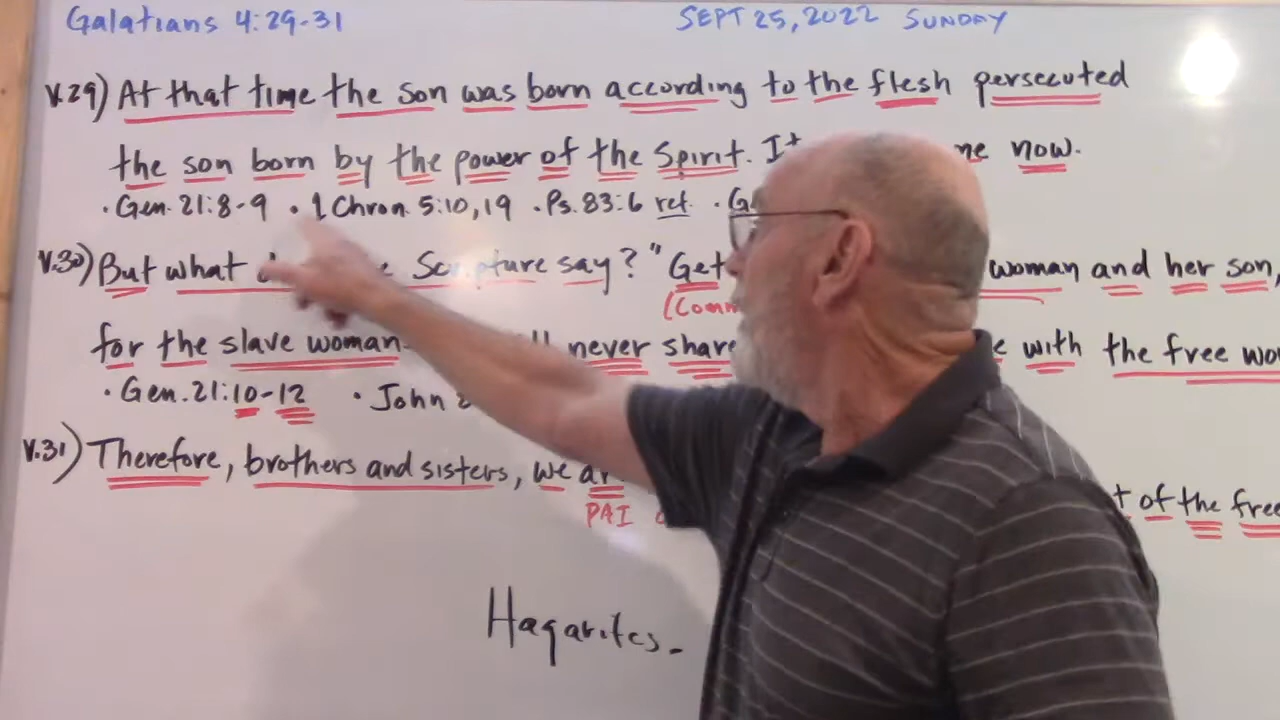 Galatians 4:29-31 SEPT 25, 2022 SUNDAY
V.29) At that time the son was born according to the flesh persecuted
the son born by the power of the Spirit. It now.
• Gen. 21:8-9 • 1 Chron. 5:10,19 • Ps. 83:6 ref. •
V.30) But what Scripture say? "Get woman and her son,
for the slave woman never share with the free
• Gen. 21:10-12 • John
V.31) Therefore, brothers and sisters, we of the free
PAI
Hagarites.